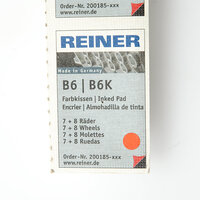 Order-Nr. 200185-xxx
www.reiner.de
REINER
Made in Germany
B6 | B6K
Farbkissen | Inked Pad
Encrier | Almohadilla de tinta
7 + 8 Räder
7 + 8 Wheels
7 + 8 Molettes
7 + 8 Ruedas
Order-Nr. 200185-xxx
www.reiner.de